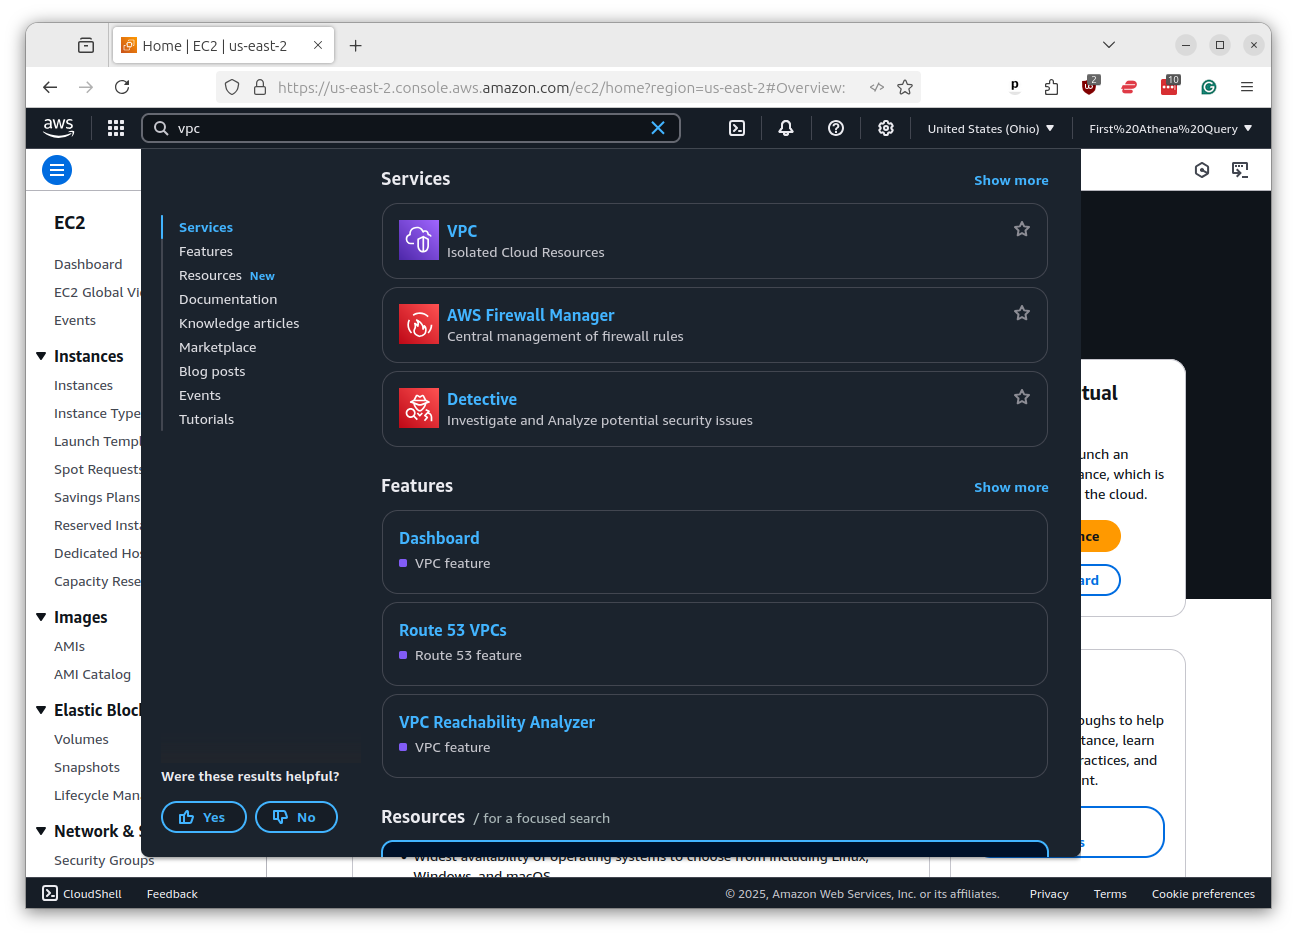 Home | EC2 | us-east-2
https://us-east-2.console.aws.amazon.com/ec2/home?region=us-east-2#Overview:
2
10
aws
vpc
United States (Ohio)
First%20Athena%20Query
EC2
Dashboard
EC2 Global Vi
Events
Instances
Instances
Instance Type
Launch Templ
Spot Requests
Savings Plans
Reserved Insta
Dedicated Hos
Capacity Rese
Images
AMIs
AMI Catalog
Elastic Block
Volumes
Snapshots
Lifecycle Mana
Network & S
Security Groups
Services
Features
Resources New
Documentation
Knowledge articles
Marketplace
Blog posts
Events
Tutorials
Were these results helpful?
Yes
No
Services
Show more
VPC
Isolated Cloud Resources
AWS Firewall Manager
Central management of firewall rules
Detective
Investigate and Analyze potential security issues
Features
Show more
Dashboard
VPC feature
Route 53 VPCs
Route 53 feature
VPC Reachability Analyzer
VPC feature
Resources / for a focused search
Widest availability of operating systems to choose from including Linux,
Windows, and macOS
tual
unch an
ance, which is
the cloud.
nce
ard
oughs to help
tance, learn
ractices, and
nt.
s
CloudShell
Feedback
© 2025, Amazon Web Services, Inc. or its affiliates.
Privacy
Terms
Cookie preferences